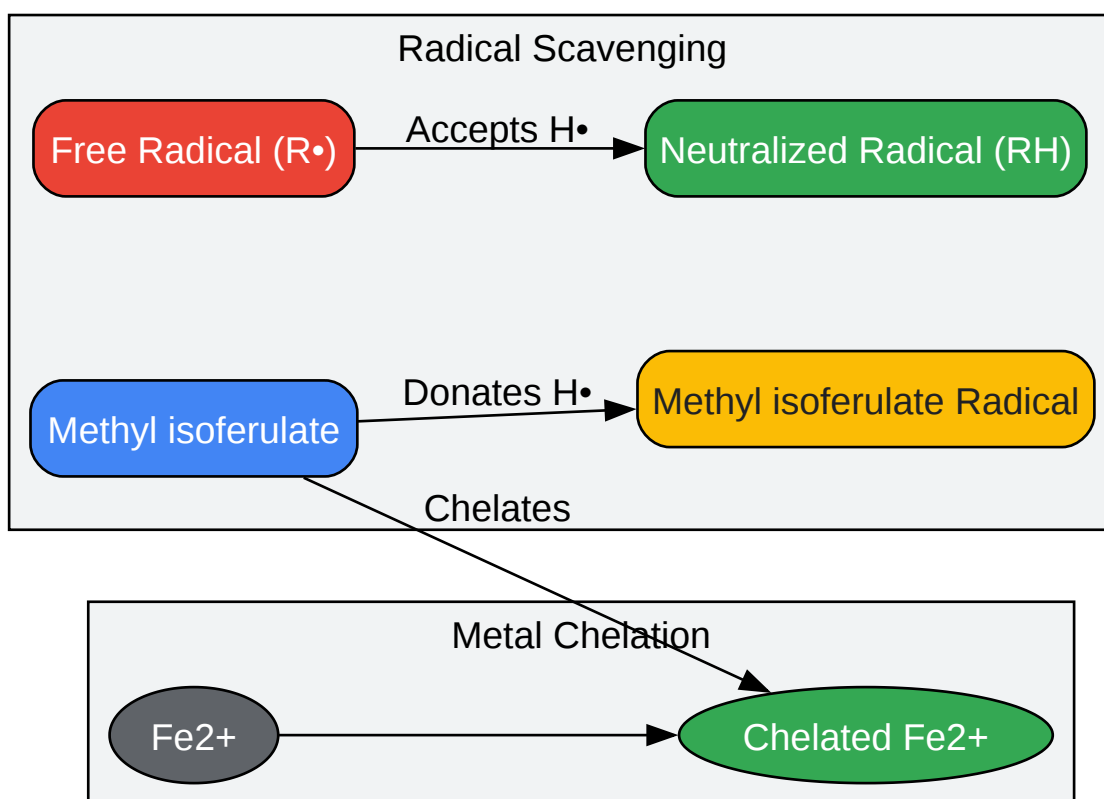 Radical Scavenging
Free Radical (R•)
Accepts H•
Neutralized Radical (RH)
Methyl isoferulate
Donates H•
Methyl isoferulate Radical
Chelates
Metal Chelation
Fe2+
Chelated Fe2+